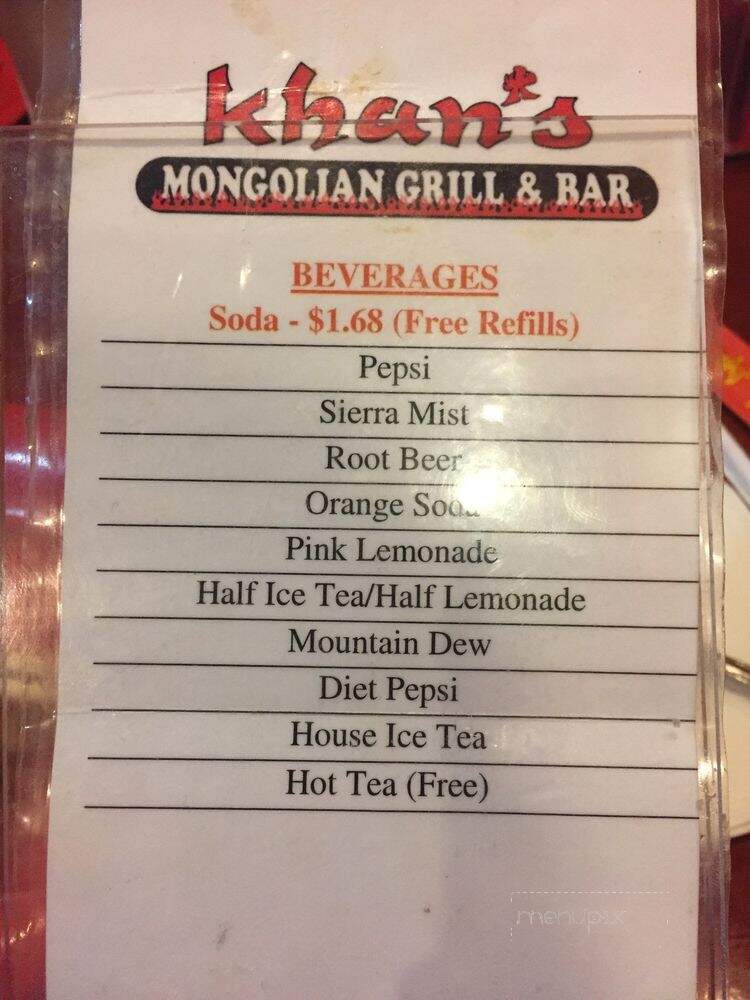 khan's
MONGOLIAN GRILL & BAR
BEVERAGES
Soda - $1.68 (Free Refills)
Pepsi
Sierra Mist
Root Beer
Orange Soda
Pink Lemonade
Half Ice Tea/Half Lemonade
Mountain Dew
Diet Pepsi
House Ice Tea
Hot Tea (Free)
menupix